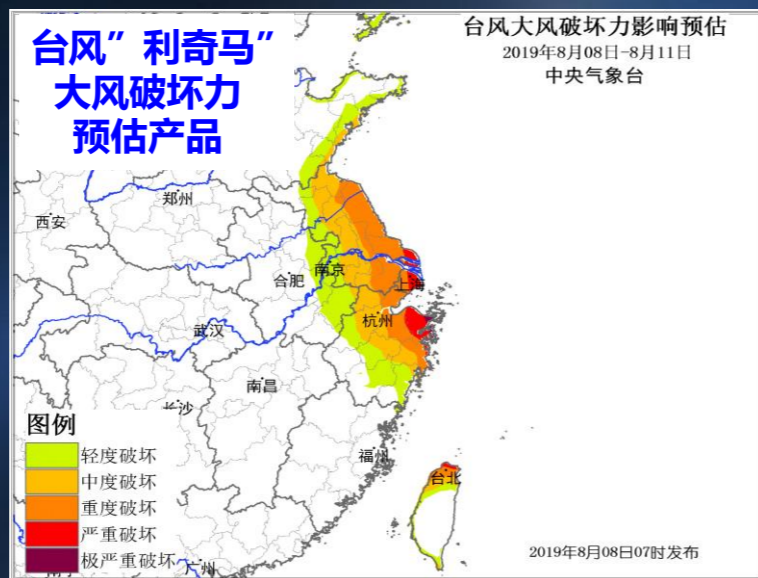 台风”利奇马”
大风破坏力
预估产品
台风大风破坏力影响预估
2019年8月08日-8月11日
中央气象台
郑州
西安
南京
合肥
上海
杭州
武汉
南昌
长沙
福州
台北
广州
图例
轻度破坏
中度破坏
重度破坏
严重破坏
极严重破坏
2019年8月08日07时发布